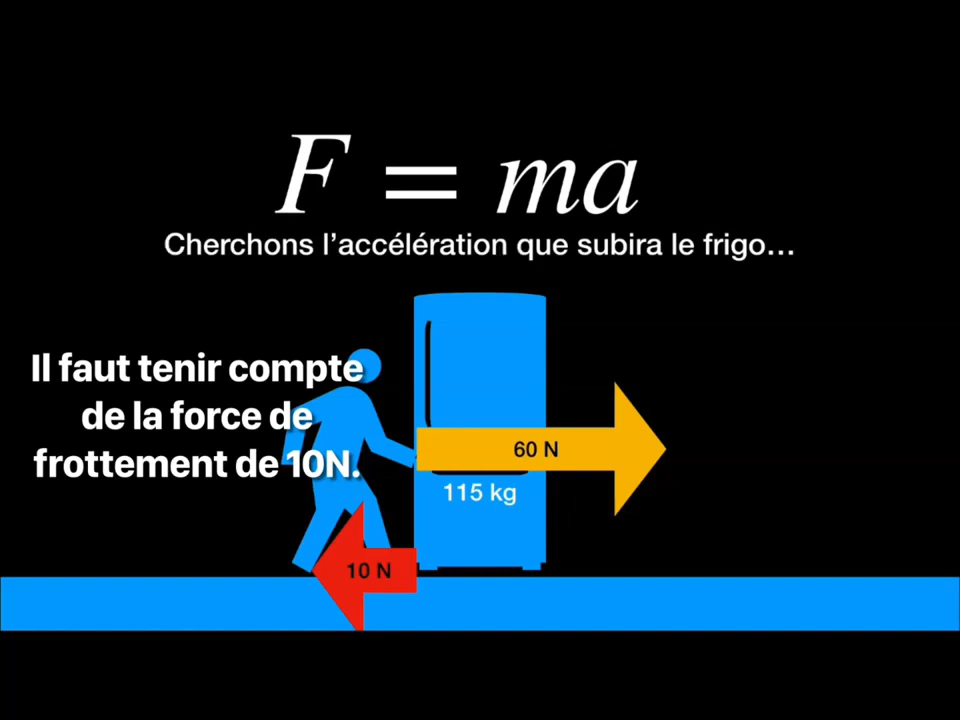 F = ma
Cherchons l’accélération que subira le frigo…
Il faut tenir compte
de la force de
frottement de 10N.
60 N
115 kg
10 N